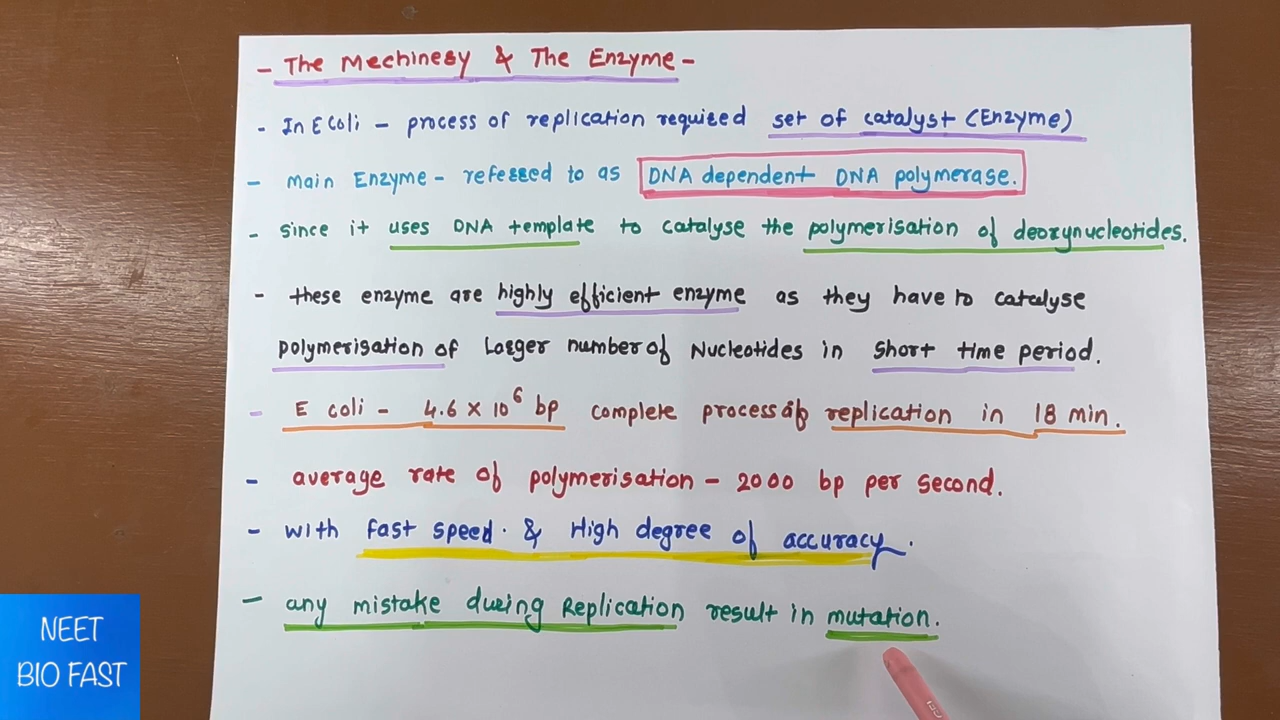 - The Mechinery & The Enzyme -
- In E Coli - process of replication required set of catalyst (Enzyme)
- main Enzyme - referred to as DNA dependent DNA polymerase.
- since it uses DNA template to catalyse the polymerisation of deoxynucleotides.
- these enzyme are highly efficient enzyme as they have to catalyse
polymerisation of Larger number of Nucleotides in short time period.
- E coli - 4.6 × 10⁶ bp complete process of replication in 18 min.
- average rate of polymerisation - 2000 bp per second.
- with fast speed. & High degree of accuracy.
- any mistake during Replication result in mutation.
NEET
BIO FAST